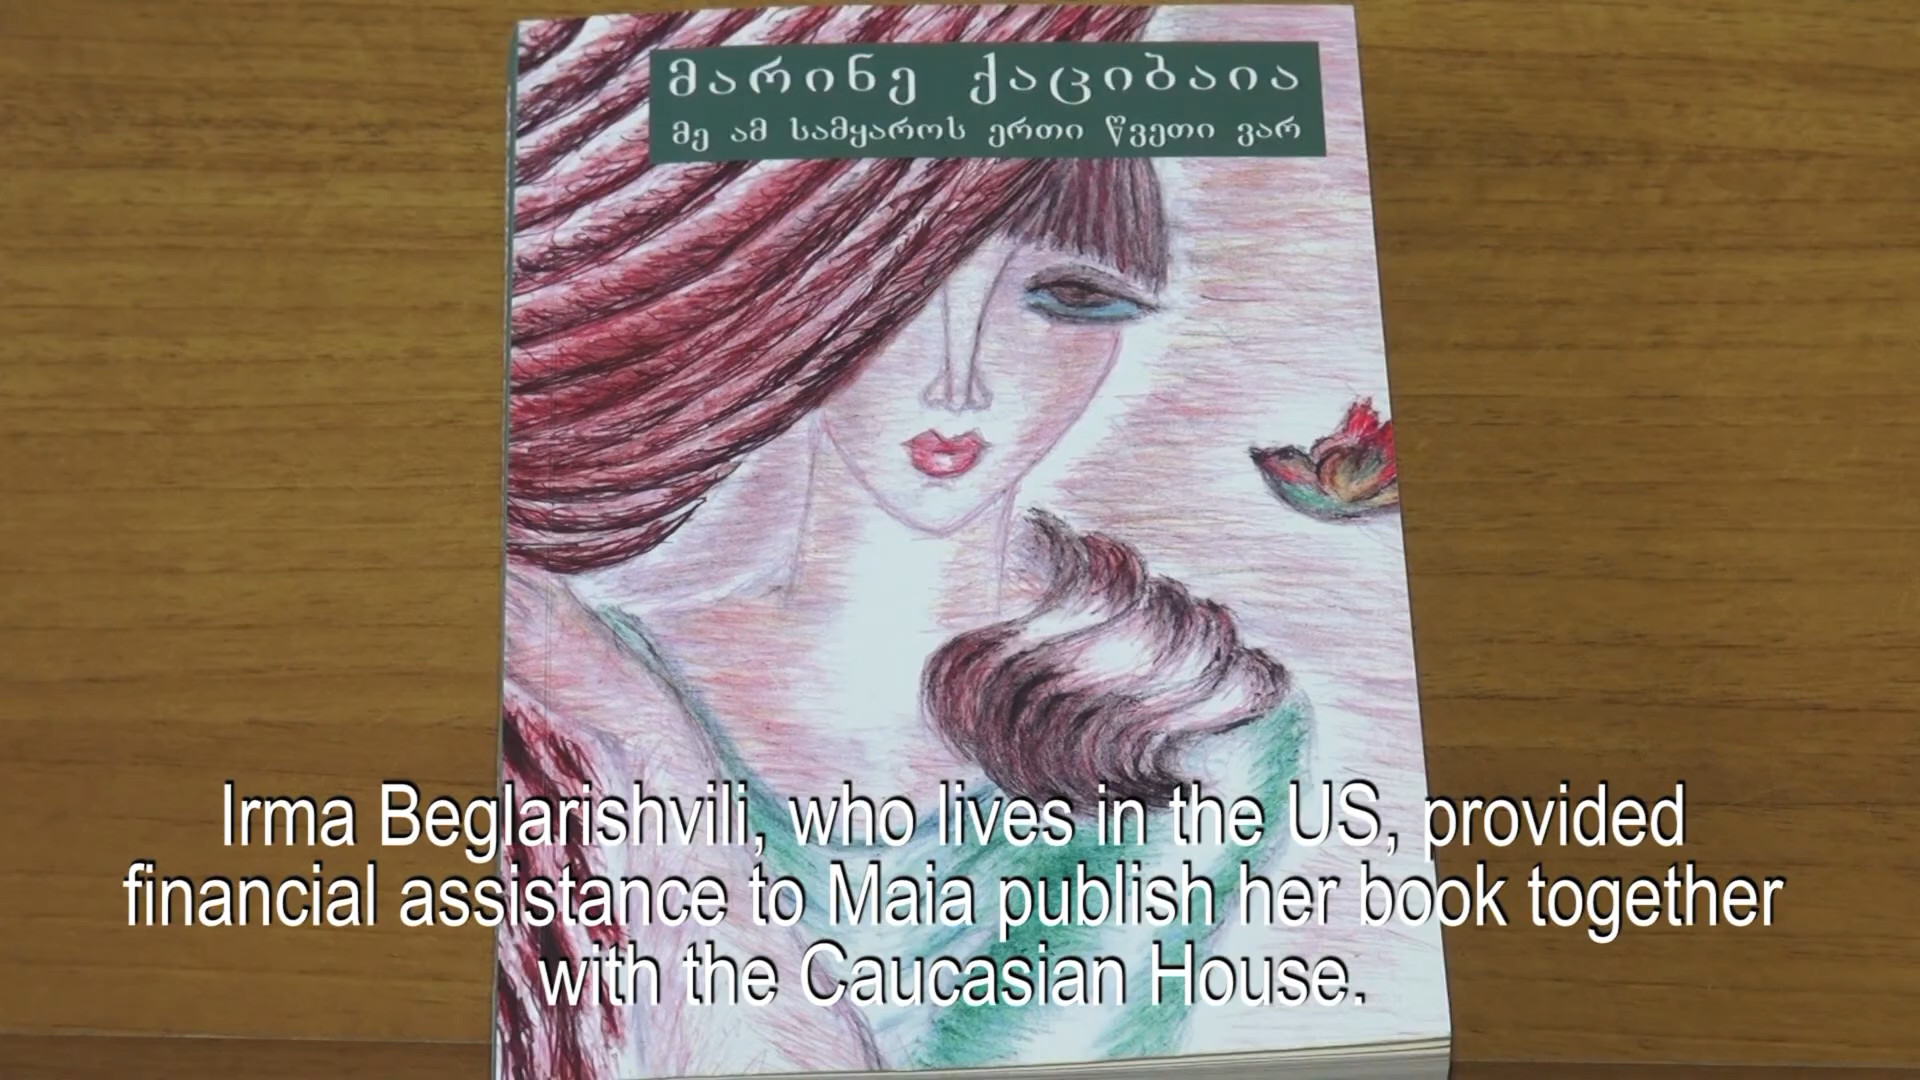 მარინე ქაციბაია
მე ამ სამყაროს ერთი წვეთი ვარ
Irma Beglarishvili, who lives in the US, provided
financial assistance to Maia publish her book together
with the Caucasian House.